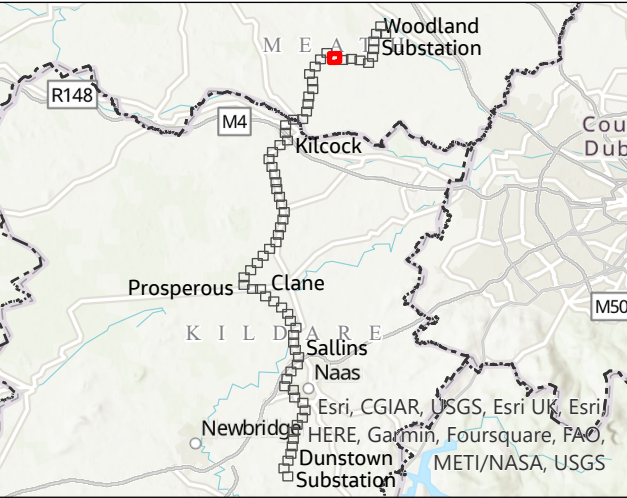 Woodland
Substation
M E A T H
R148
M4
Cou
Dub
Kilcock
Prosperous
Clane
M50
K I L D A R E
Sallins
Naas
Esri, CGIAR, USGS, Esri UK, Esri,
Newbridge
HERE, Garmin, Foursquare, FAO,
Dunstown
METI/NASA, USGS
Substation